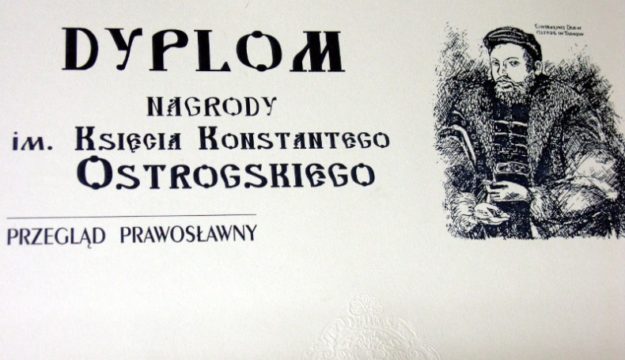 DYPLOM
NAGRODY
im. KSIĘCIA KONSTANTEGO
OSTROGSKIEGO
PRZEGLĄD PRAWOSŁAWNY